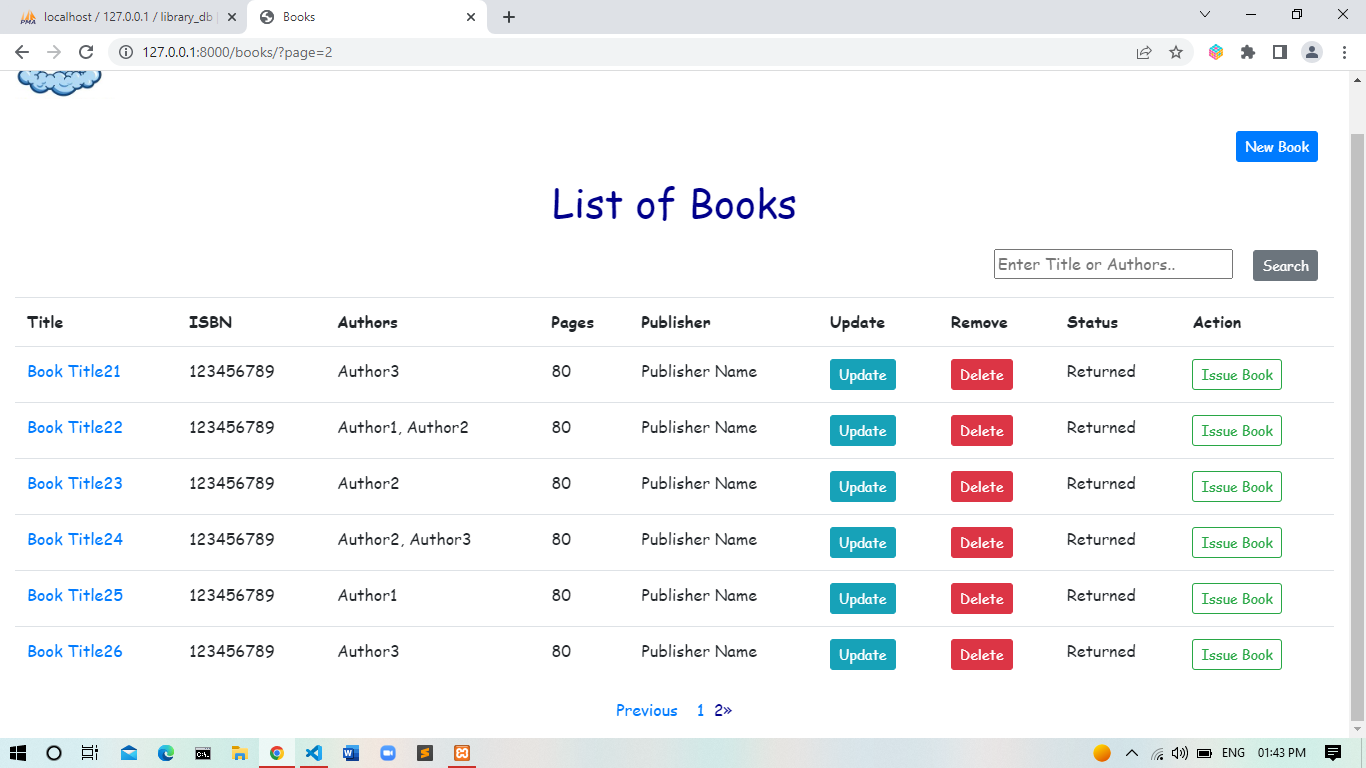 localhost / 127.0.0.1 / library_db
Books
127.0.0.1:8000/books/?page=2
New Book
List of Books
Enter Title or Authors..
Search
Title ISBN Authors Pages Publisher Update Remove Status Action
Book Title21 123456789 Author3 80 Publisher Name Update Delete Returned Issue Book
Book Title22 123456789 Author1, Author2 80 Publisher Name Update Delete Returned Issue Book
Book Title23 123456789 Author2 80 Publisher Name Update Delete Returned Issue Book
Book Title24 123456789 Author2, Author3 80 Publisher Name Update Delete Returned Issue Book
Book Title25 123456789 Author1 80 Publisher Name Update Delete Returned Issue Book
Book Title26 123456789 Author3 80 Publisher Name Update Delete Returned Issue Book
Previous 1 2»
ENG 01:43 PM